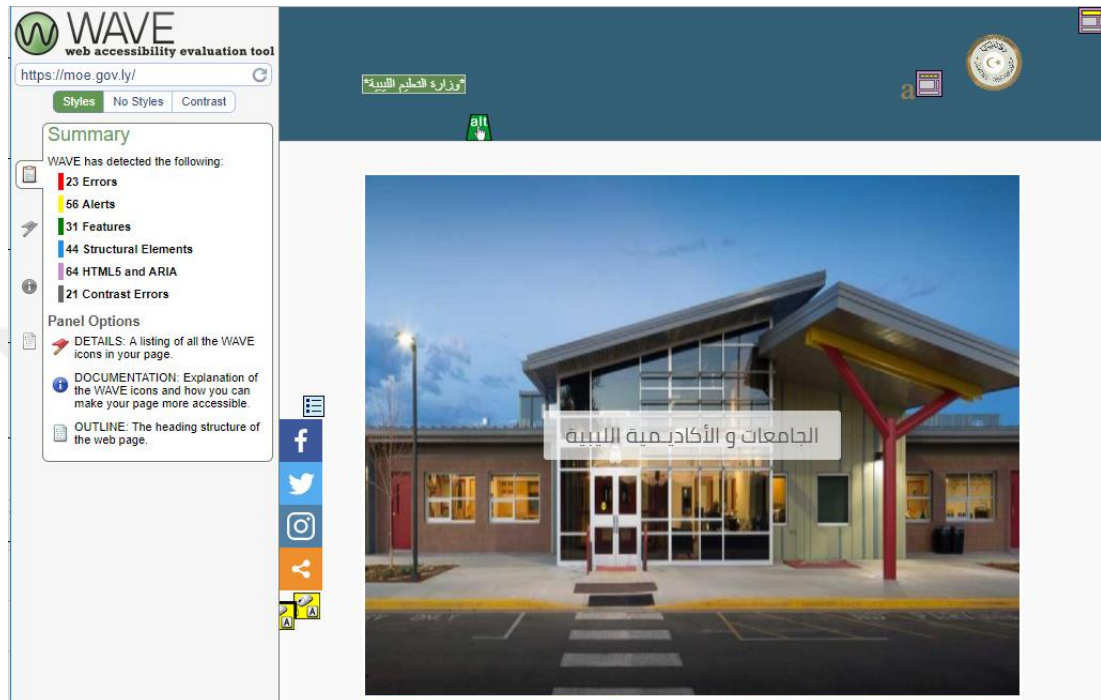 WAVE
web accessibility evaluation tool
https://moe.gov.ly/
Styles No Styles Contrast
Summary
WAVE has detected the following:
23 Errors
56 Alerts
31 Features
44 Structural Elements
64 HTML5 and ARIA
21 Contrast Errors
Panel Options
DETAILS: A listing of all the WAVE
icons in your page.
DOCUMENTATION: Explanation of
the WAVE icons and how you can
make your page more accessible.
OUTLINE: The heading structure of
the web page.
*وزارة التعليم الليبية*
alt
a
الجامعات و الأكاديـمية الليبية
A
A